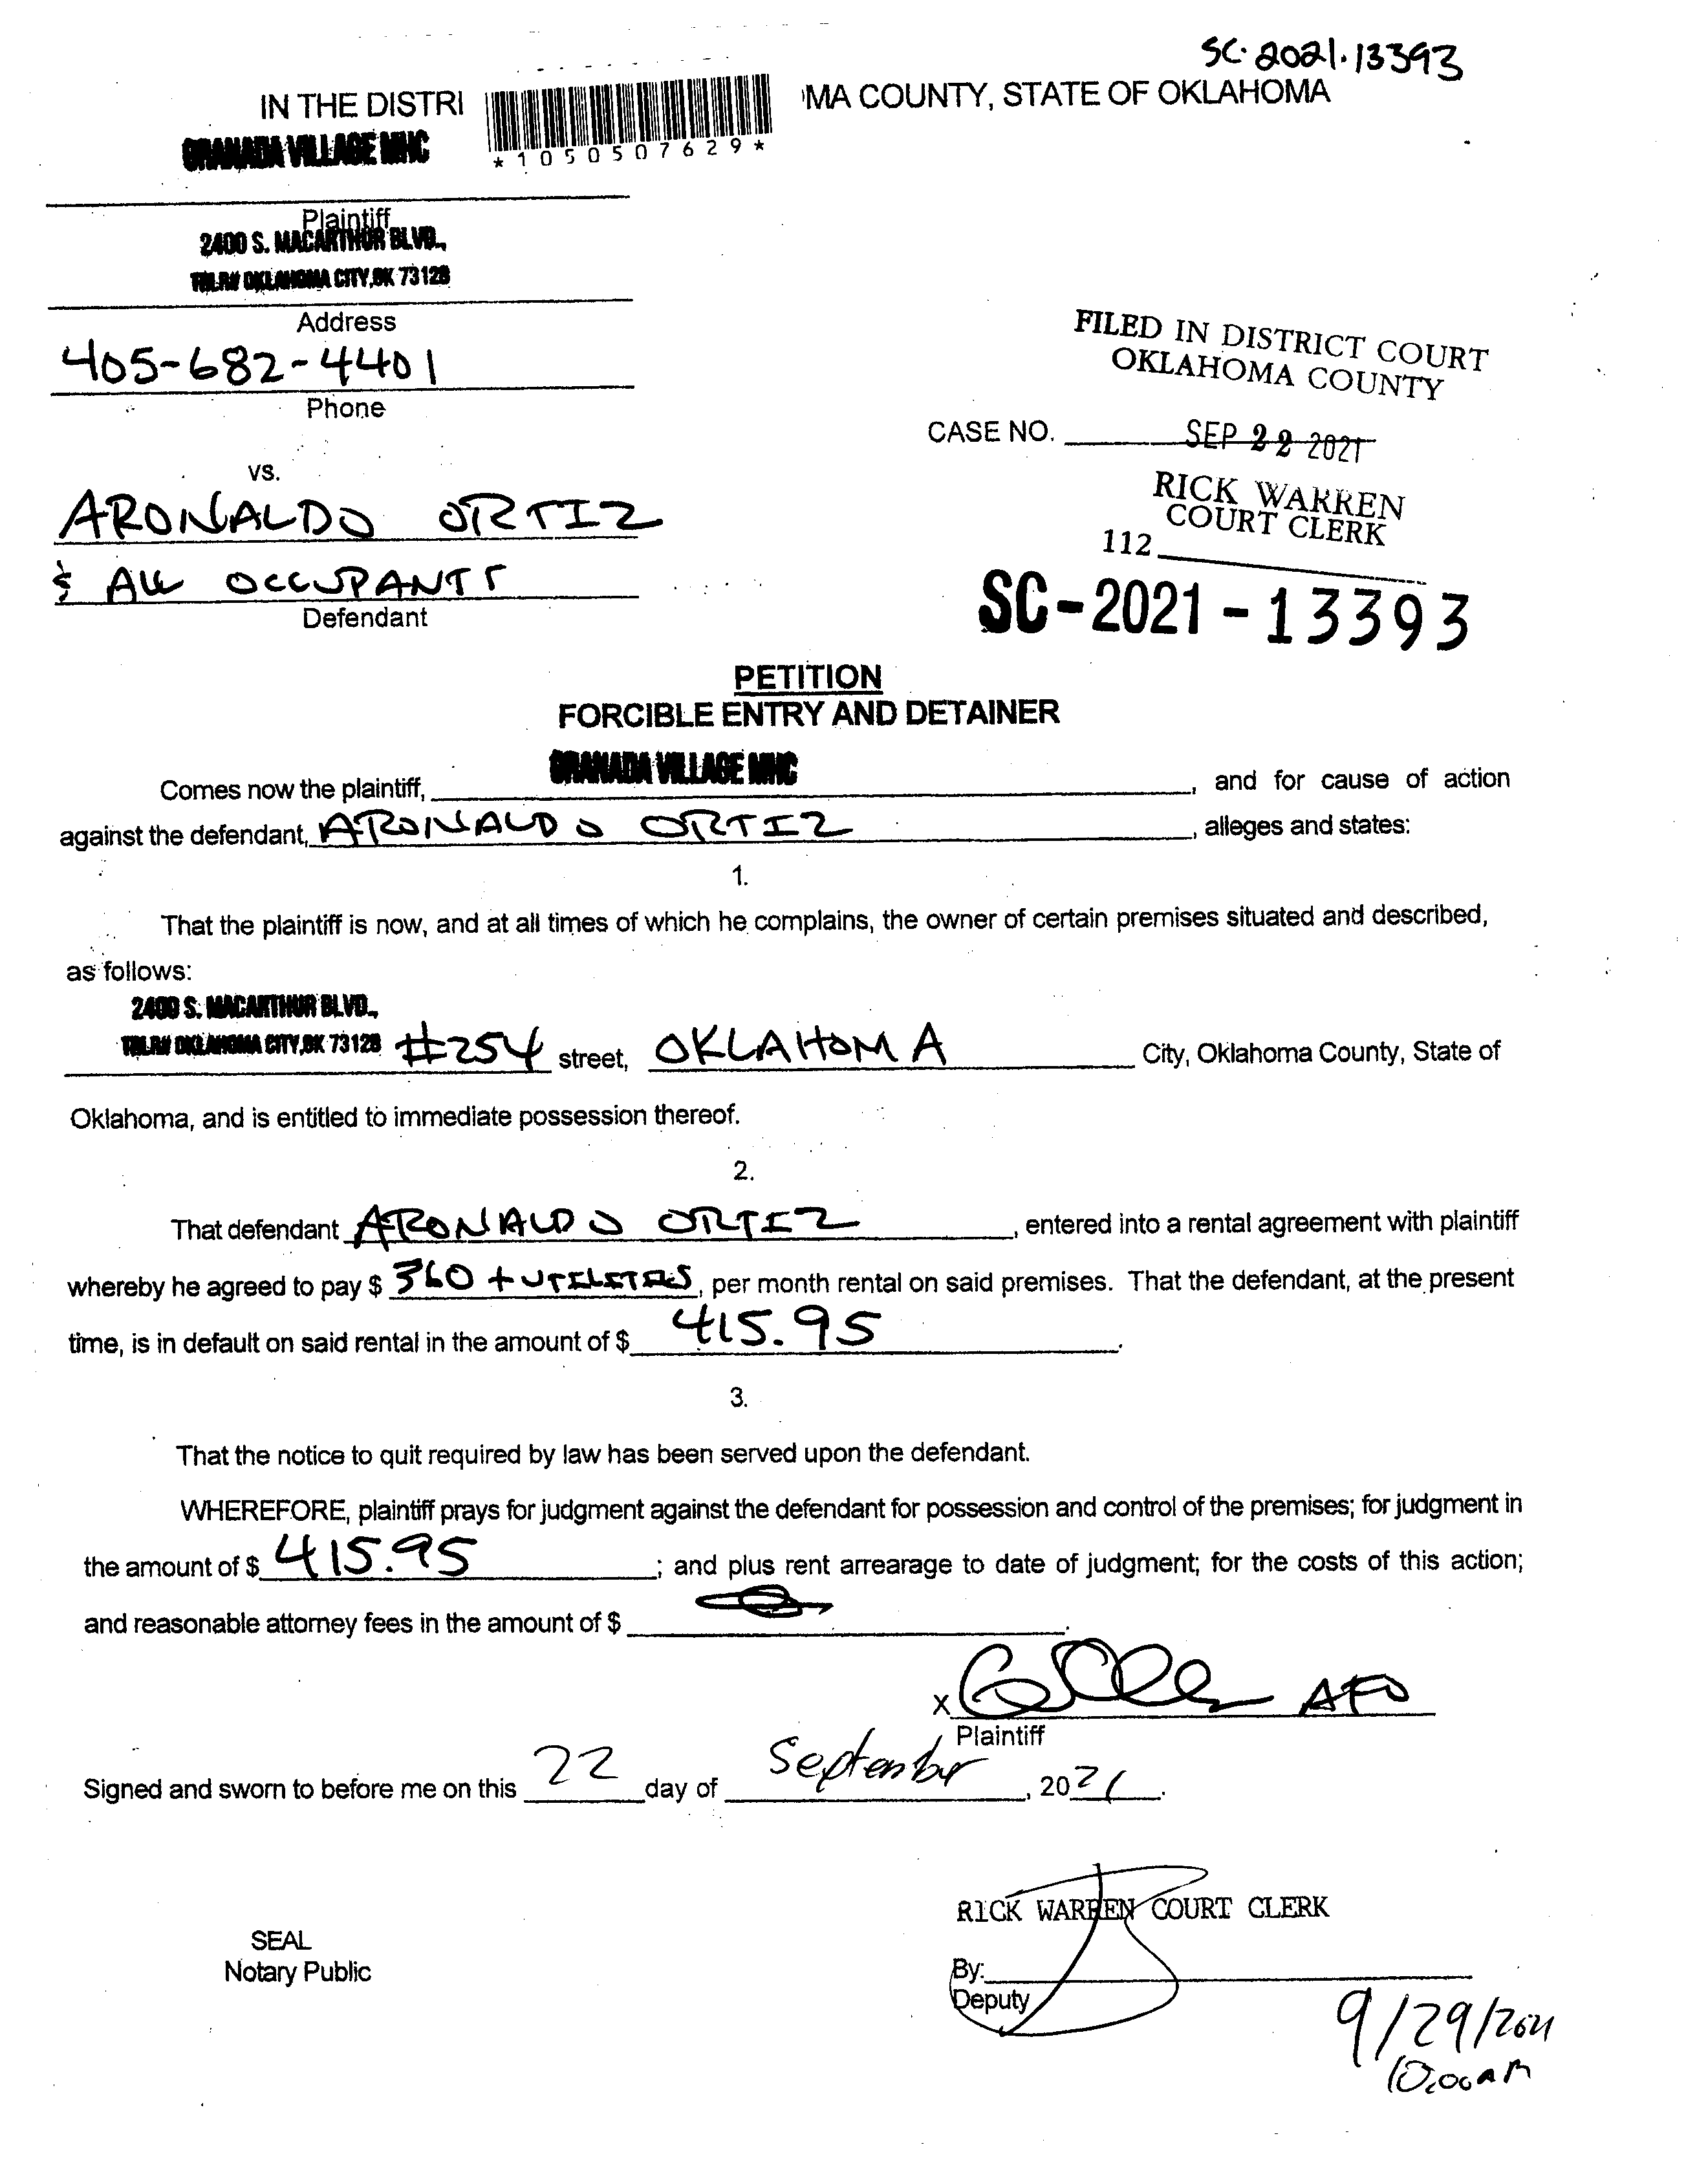 SC-2021-13393
IN THE DISTRI
MA COUNTY, STATE OF OKLAHOMA
GRANADA VILLAGE MHC
*1050507629*
Plaintiff
2400 S. MACARTHUR BLVD.,
OKLAHOMA CITY, OK 73128
Address
405-682-4401
Phone
FILED IN DISTRICT COURT
OKLAHOMA COUNTY
CASE NO.
SEP 22 2021
vs.
RICK WARREN
COURT CLERK
112
ARONALDO ORTIZ
& ALL OCCUPANTS
Defendant
SC-2021-13393
PETITION
FORCIBLE ENTRY AND DETAINER
Comes now the plaintiff, GRANADA VILLAGE MHC, and for cause of action
against the defendant, ARONALDO ORTIZ, alleges and states:
1.
That the plaintiff is now, and at all times of which he complains, the owner of certain premises situated and described,
as follows:
2400 S. MACARTHUR BLVD.,
OKLAHOMA CITY, OK 73128 #254 street, OKLAHOMA City, Oklahoma County, State of
Oklahoma, and is entitled to immediate possession thereof.
2.
That defendant ARONALDO ORTIZ, entered into a rental agreement with plaintiff
whereby he agreed to pay $ 360 + UTILITIES, per month rental on said premises. That the defendant, at the present
time, is in default on said rental in the amount of $ 415.95.
3.
That the notice to quit required by law has been served upon the defendant.
WHEREFORE, plaintiff prays for judgment against the defendant for possession and control of the premises; for judgment in
the amount of $ 415.95; and plus rent arrearage to date of judgment; for the costs of this action;
and reasonable attorney fees in the amount of $
X
Plaintiff
Signed and sworn to before me on this 22 day of September, 2021.
RICK WARREN COURT CLERK
SEAL
Notary Public
By:
Deputy
9/29/2021
10:00AM